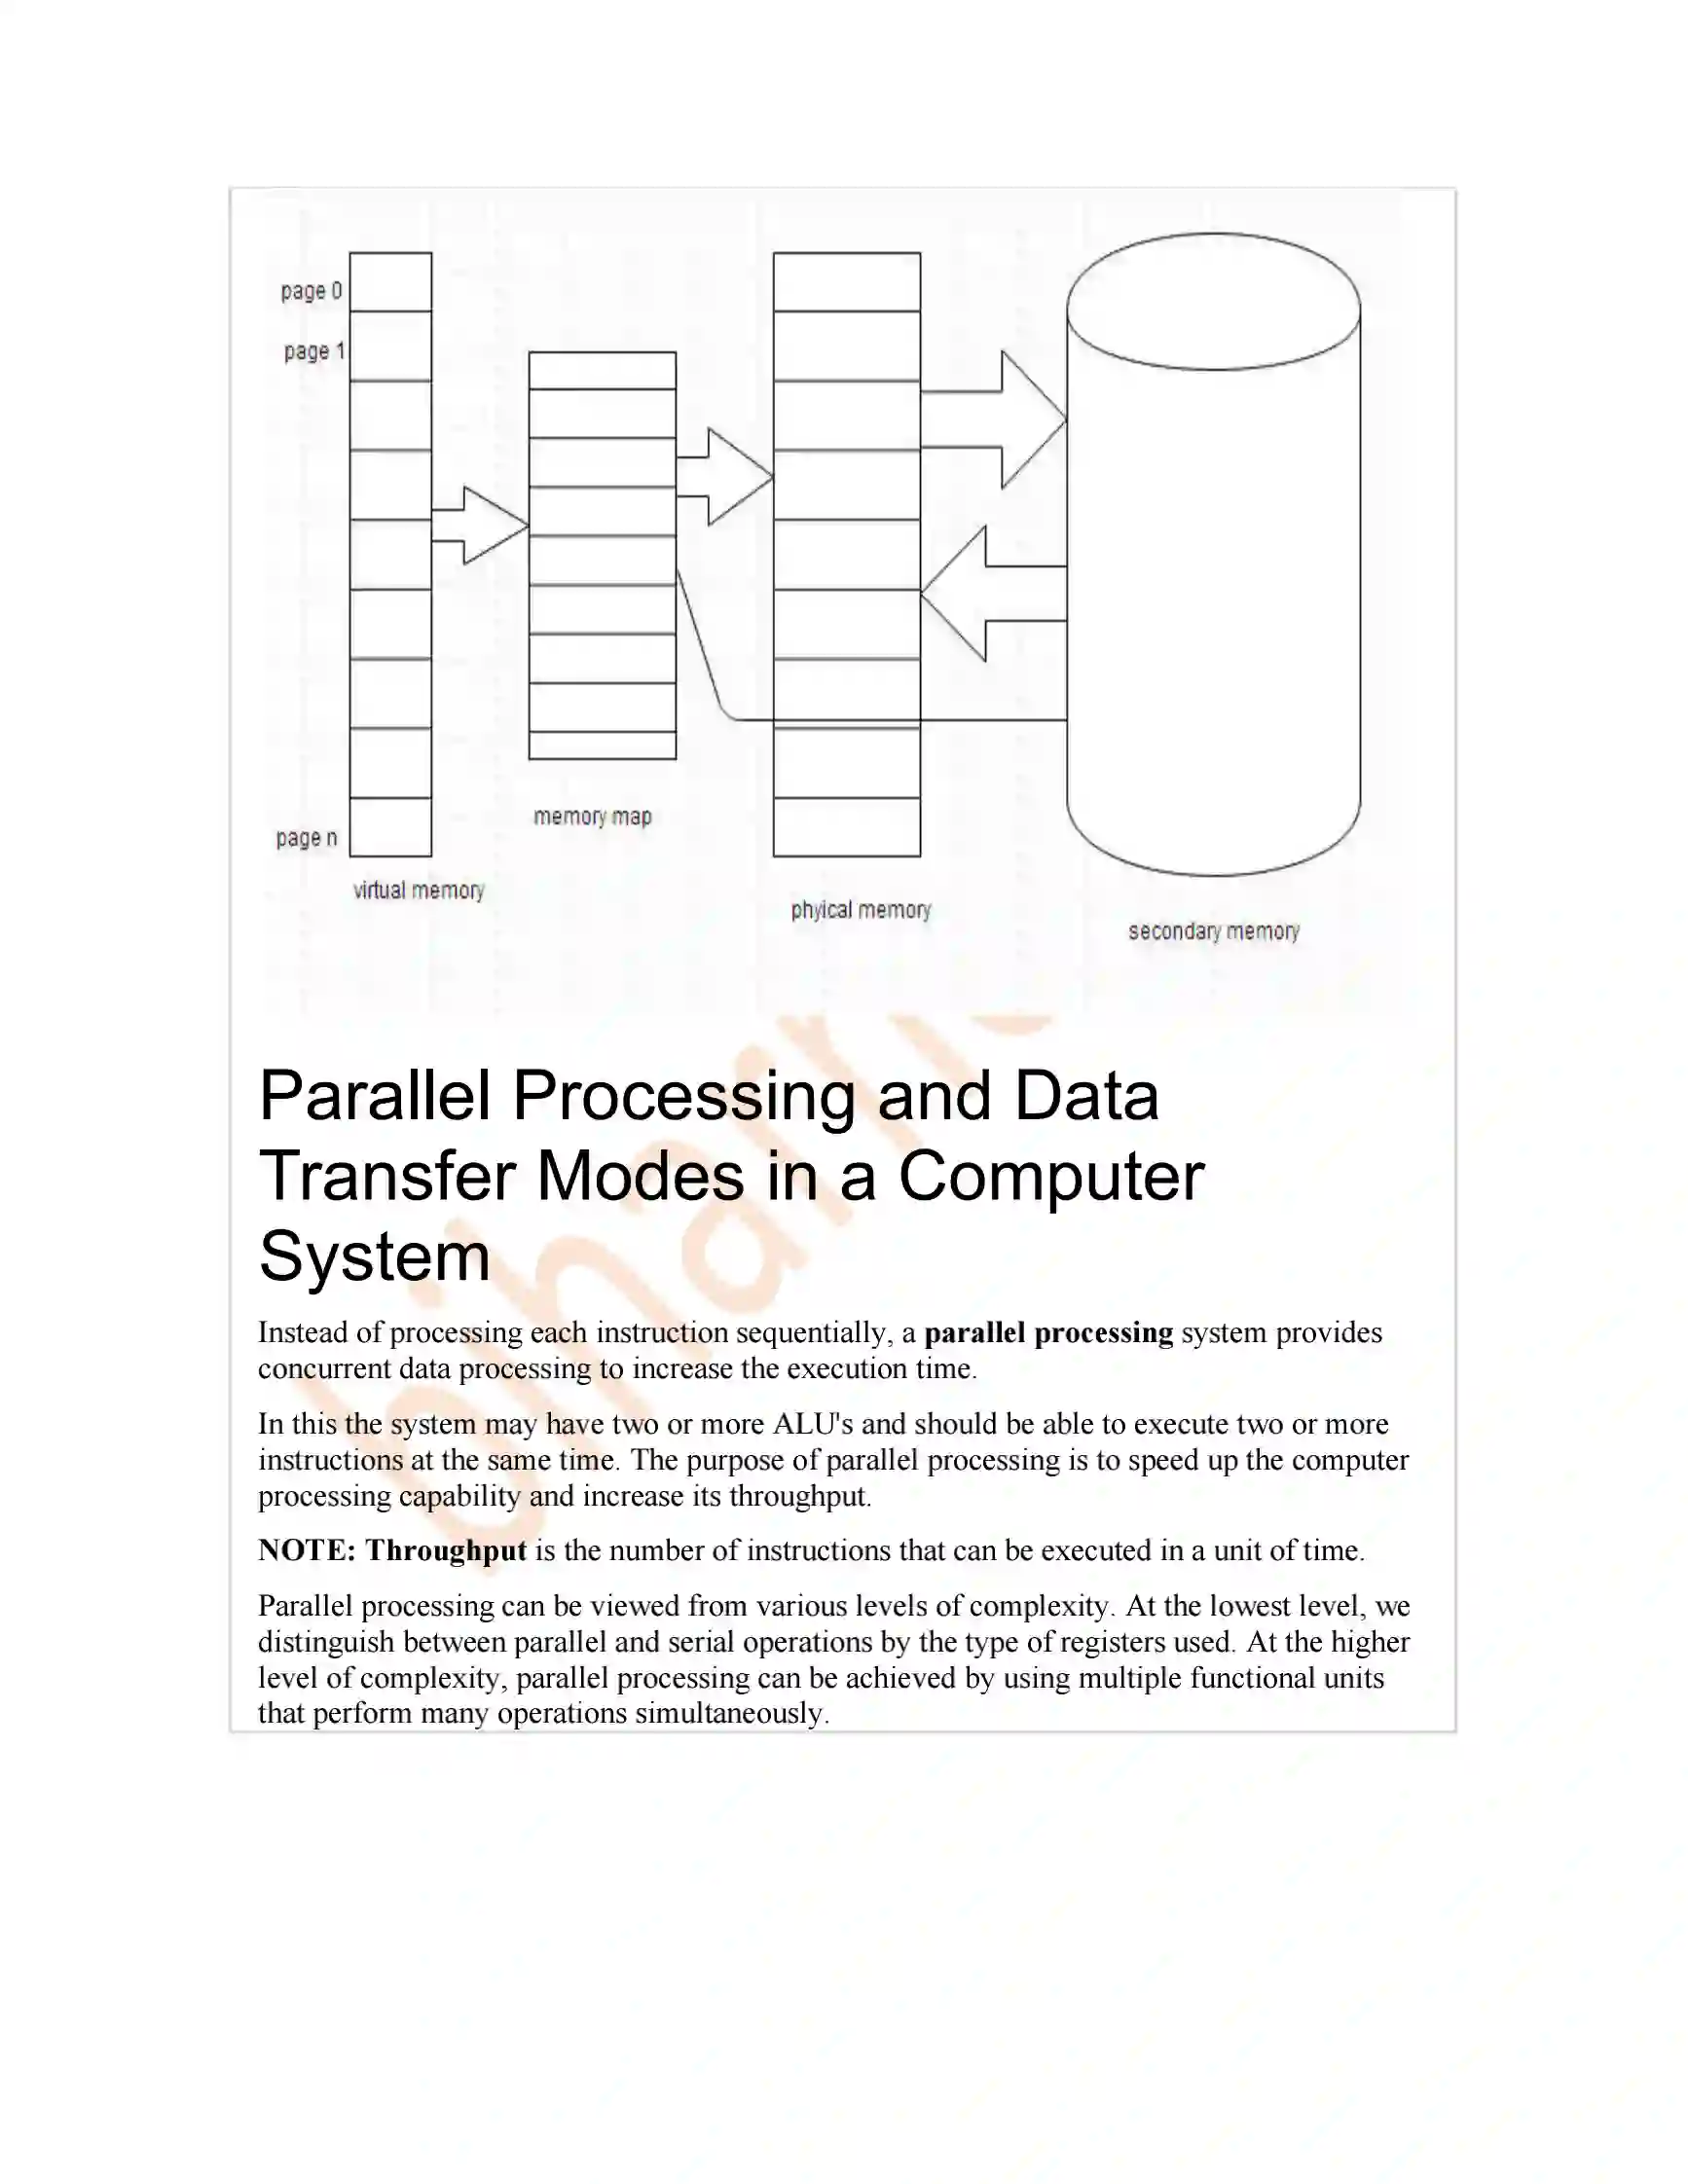 page 0
page 1
page n
virtual memory
memory map
phyical memory
secondary memory
Parallel Processing and Data
Transfer Modes in a Computer
System
Instead of processing each instruction sequentially, a parallel processing system provides
concurrent data processing to increase the execution time.
In this the system may have two or more ALU's and should be able to execute two or more
instructions at the same time. The purpose of parallel processing is to speed up the computer
processing capability and increase its throughput.
NOTE: Throughput is the number of instructions that can be executed in a unit of time.
Parallel processing can be viewed from various levels of complexity. At the lowest level, we
distinguish between parallel and serial operations by the type of registers used. At the higher
level of complexity, parallel processing can be achieved by using multiple functional units
that perform many operations simultaneously.